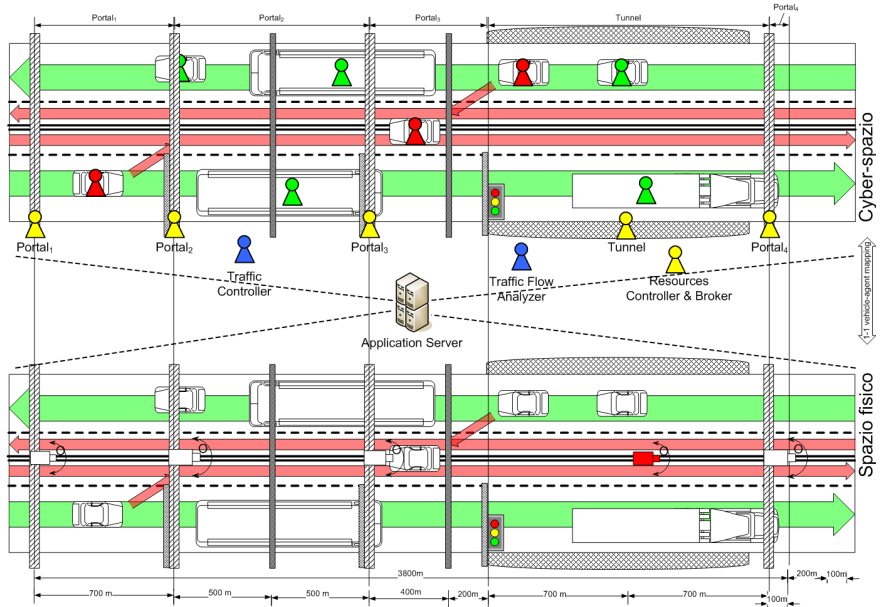 Portal₁
Portal₂
Portal₃
Tunnel
Portal₄
Cyber-spazio
Portal₁
Portal₂
Portal₃
Tunnel
Portal₄
Traffic
Controller
Traffic Flow
Analyzer
Resources
Controller & Broker
1-1 vehicle-agent mapping
Application Server
Spazio fisico
3800m
200m
100m
700 m
500 m
500 m
400m
200m
700m
700m
100m